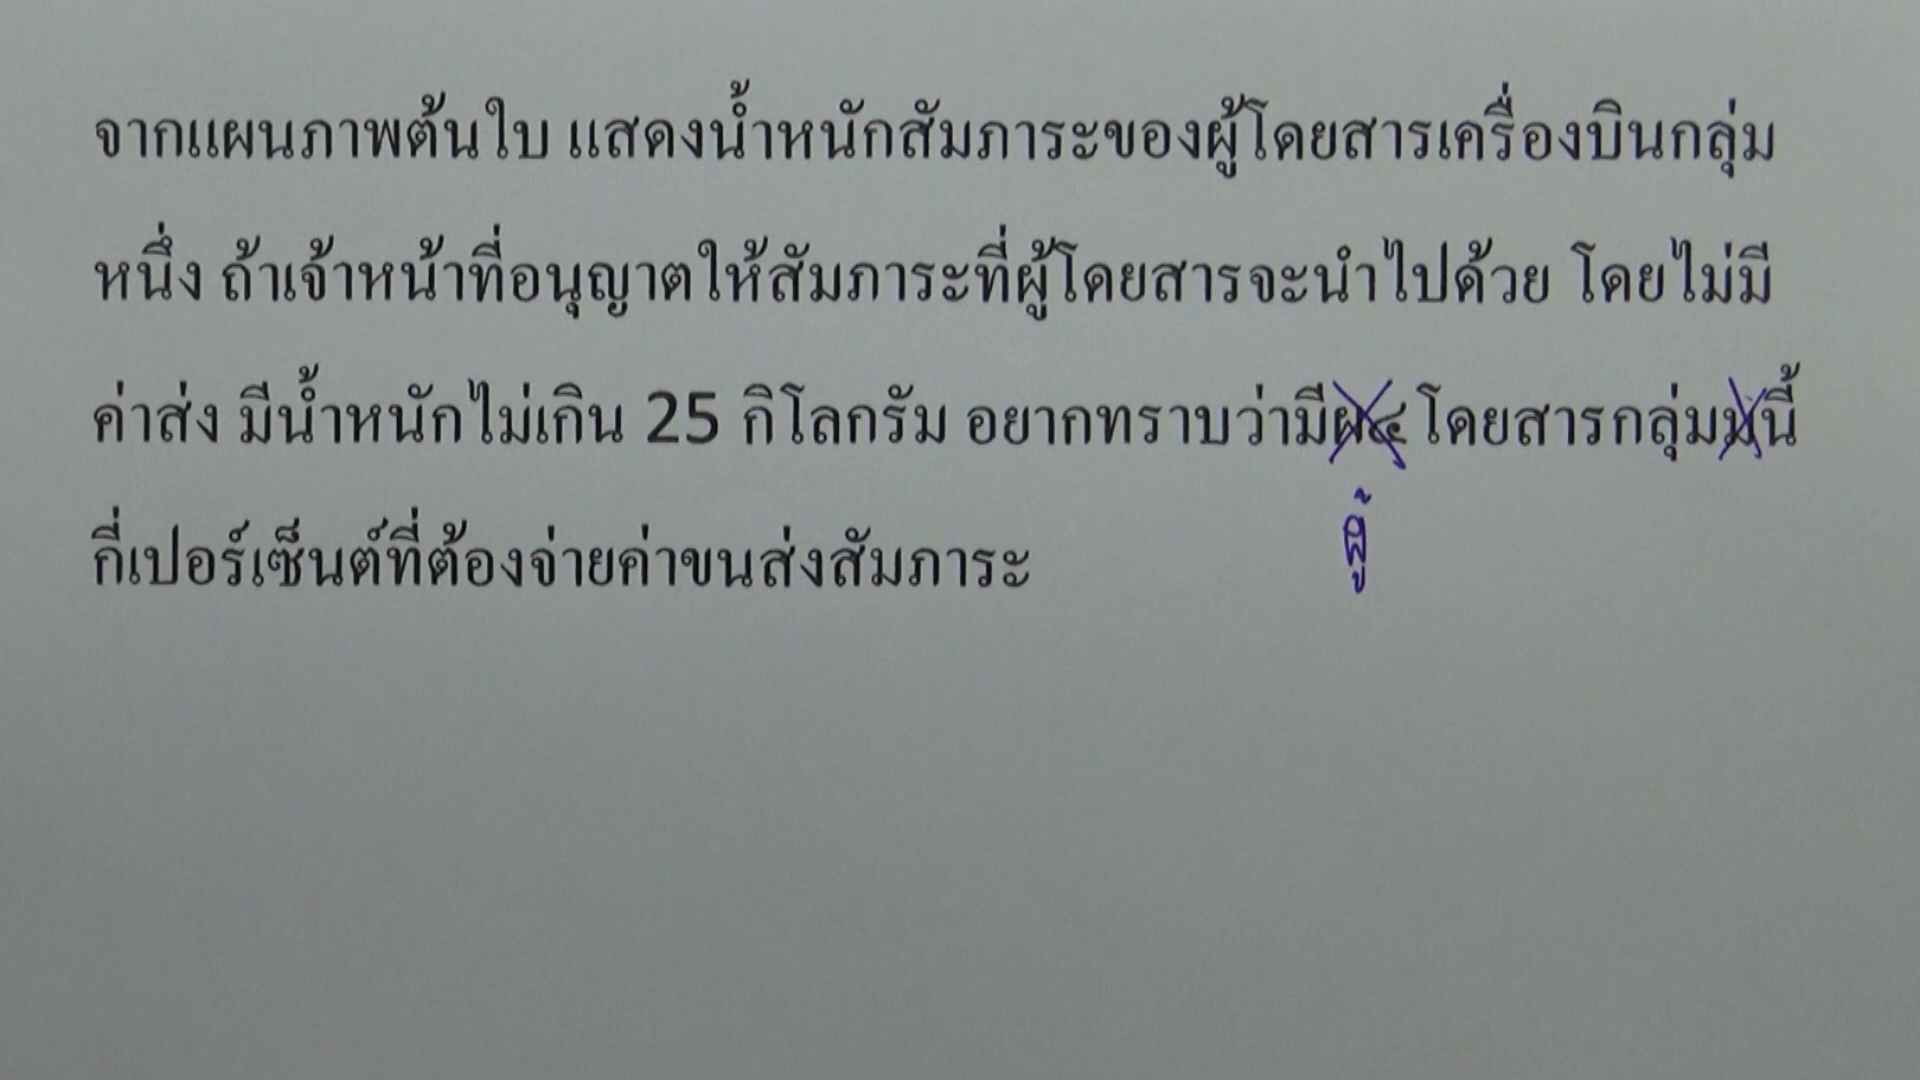 จากแผนภาพต้นใบ แสดงน้ำหนักสัมภาระของผู้โดยสารเครื่องบินกลุ่ม
หนึ่ง ถ้าเจ้าหน้าที่อนุญาตให้สัมภาระที่ผู้โดยสารจะนำไปด้วย โดยไม่มี
ค่าส่ง มีน้ำหนักไม่เกิน 25 กิโลกรัม อยากทราบว่ามี โดยสารกลุ่มนี้
ผู้
กี่เปอร์เซ็นต์ที่ต้องจ่ายค่าขนส่งสัมภาระ